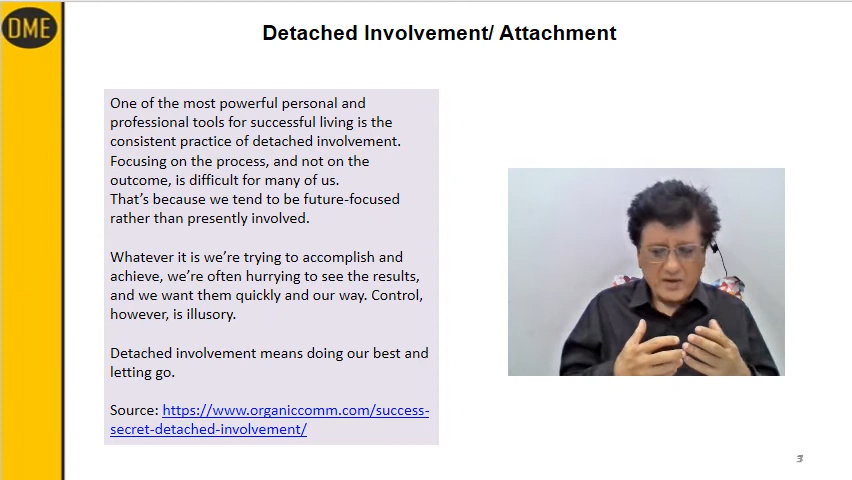 DME
Detached Involvement/ Attachment
One of the most powerful personal and
professional tools for successful living is the
consistent practice of detached involvement.
Focusing on the process, and not on the
outcome, is difficult for many of us.
That’s because we tend to be future-focused
rather than presently involved.
Whatever it is we’re trying to accomplish and
achieve, we’re often hurrying to see the results,
and we want them quickly and our way. Control,
however, is illusory.
Detached involvement means doing our best and
letting go.
Source: https://www.organiccomm.com/success-
secret-detached-involvement/
3